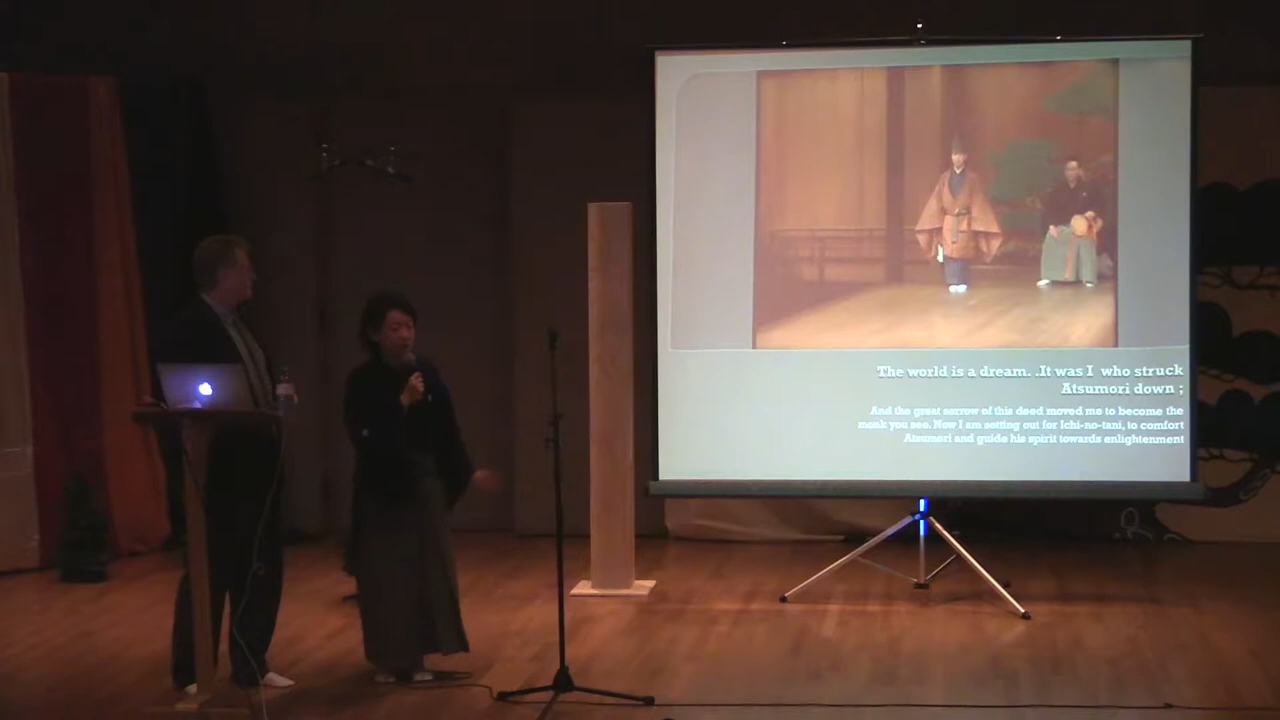 The world is a dream. .It was I who struck
Atsumori down ;
And the great sorrow of this deed moved me to become the
monk you see. Now I am setting out for Ichi-no-tani, to comfort
Atsumori and guide his spirit towards enlightenment